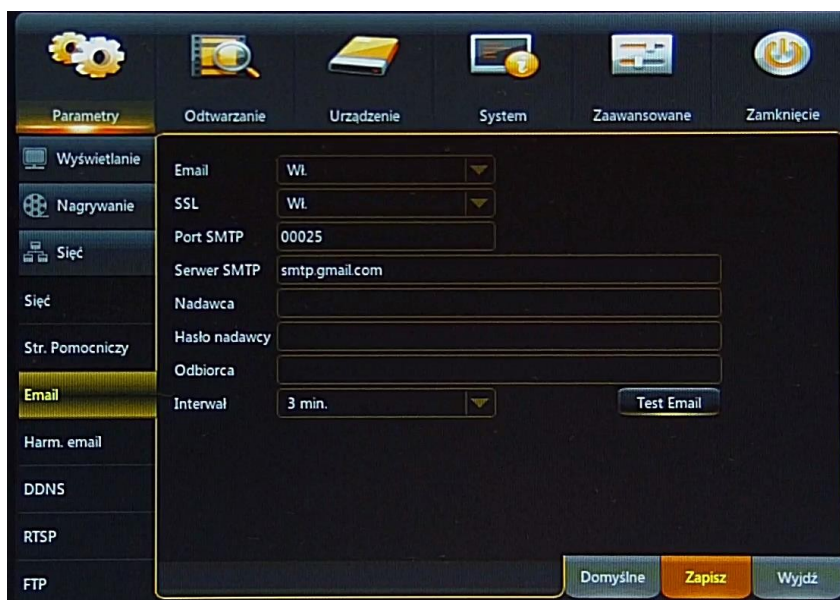 Parametry
Odtwarzanie
Urządzenie
System
Zaawansowane
Zamknięcie
Wyświetlanie
Nagrywanie
Sieć
Sieć
Str. Pomocniczy
Email
Harm. email
DDNS
RTSP
FTP
Email Wł.
SSL Wł.
Port SMTP 00025
Serwer SMTP smtp.gmail.com
Nadawca
Hasło nadawcy
Odbiorca
Interwał 3 min.
Test Email
Domyślne
Zapisz
Wyjdź